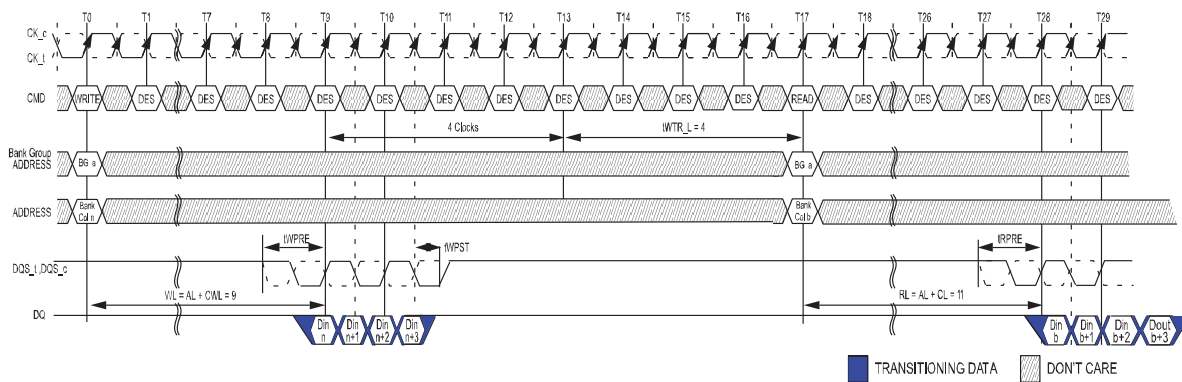 T0 T1 T7 T8 T9 T10 T11 T12 T13 T14 T15 T16 T17 T18 T26 T27 T28 T29
CK_c
CK_t
CMD WRITE DES DES DES DES DES DES DES DES DES DES DES READ DES DES DES DES DES
4 Clocks tWTR_L = 4
Bank Group
ADDRESS BG a BG a
ADDRESS Bank Col n Bank Col b
tWPRE tWPST tRPRE
DQS_t ,DQS_c
WL = AL + CWL = 9 RL = AL + CL = 11
DQ Din n Din n+1 Din n+2 Din n+3 Din b Din b+1 Din b+2 Dout b+3
TRANSITIONING DATA DON'T CARE